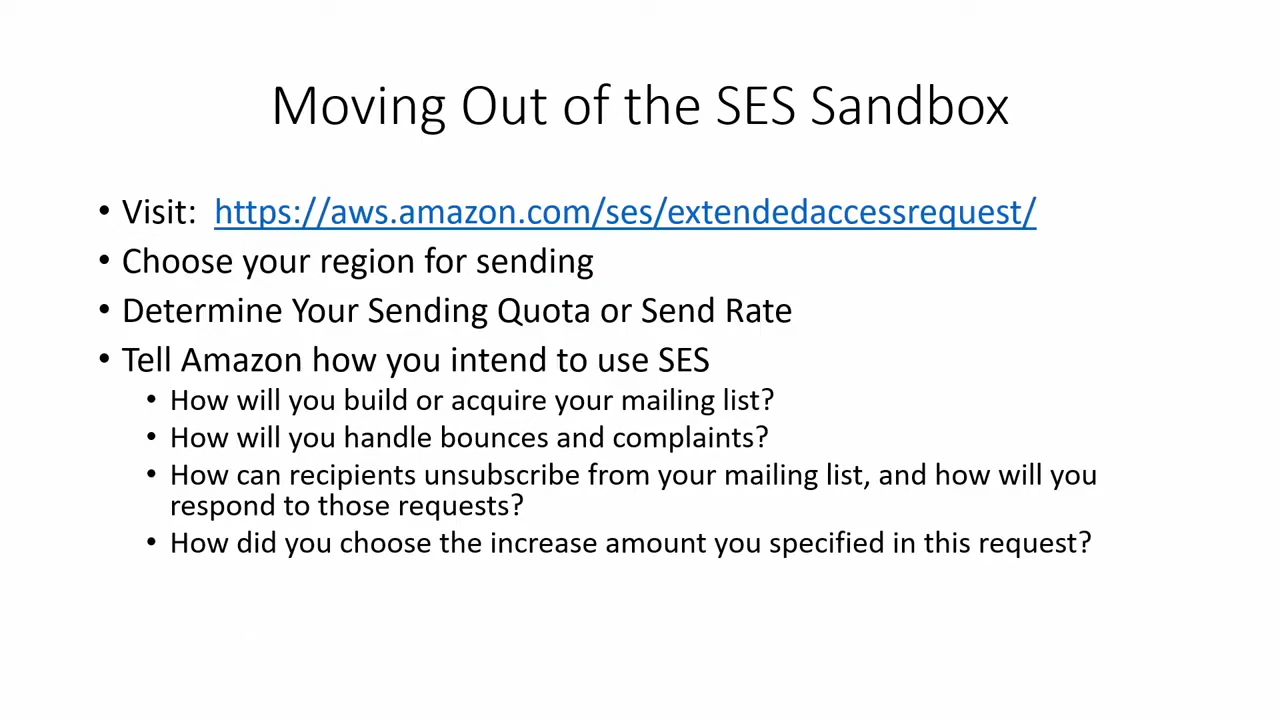 Moving Out of the SES Sandbox
• Visit: https://aws.amazon.com/ses/extendedaccessrequest/
• Choose your region for sending
• Determine Your Sending Quota or Send Rate
• Tell Amazon how you intend to use SES
• How will you build or acquire your mailing list?
• How will you handle bounces and complaints?
• How can recipients unsubscribe from your mailing list, and how will you
respond to those requests?
• How did you choose the increase amount you specified in this request?